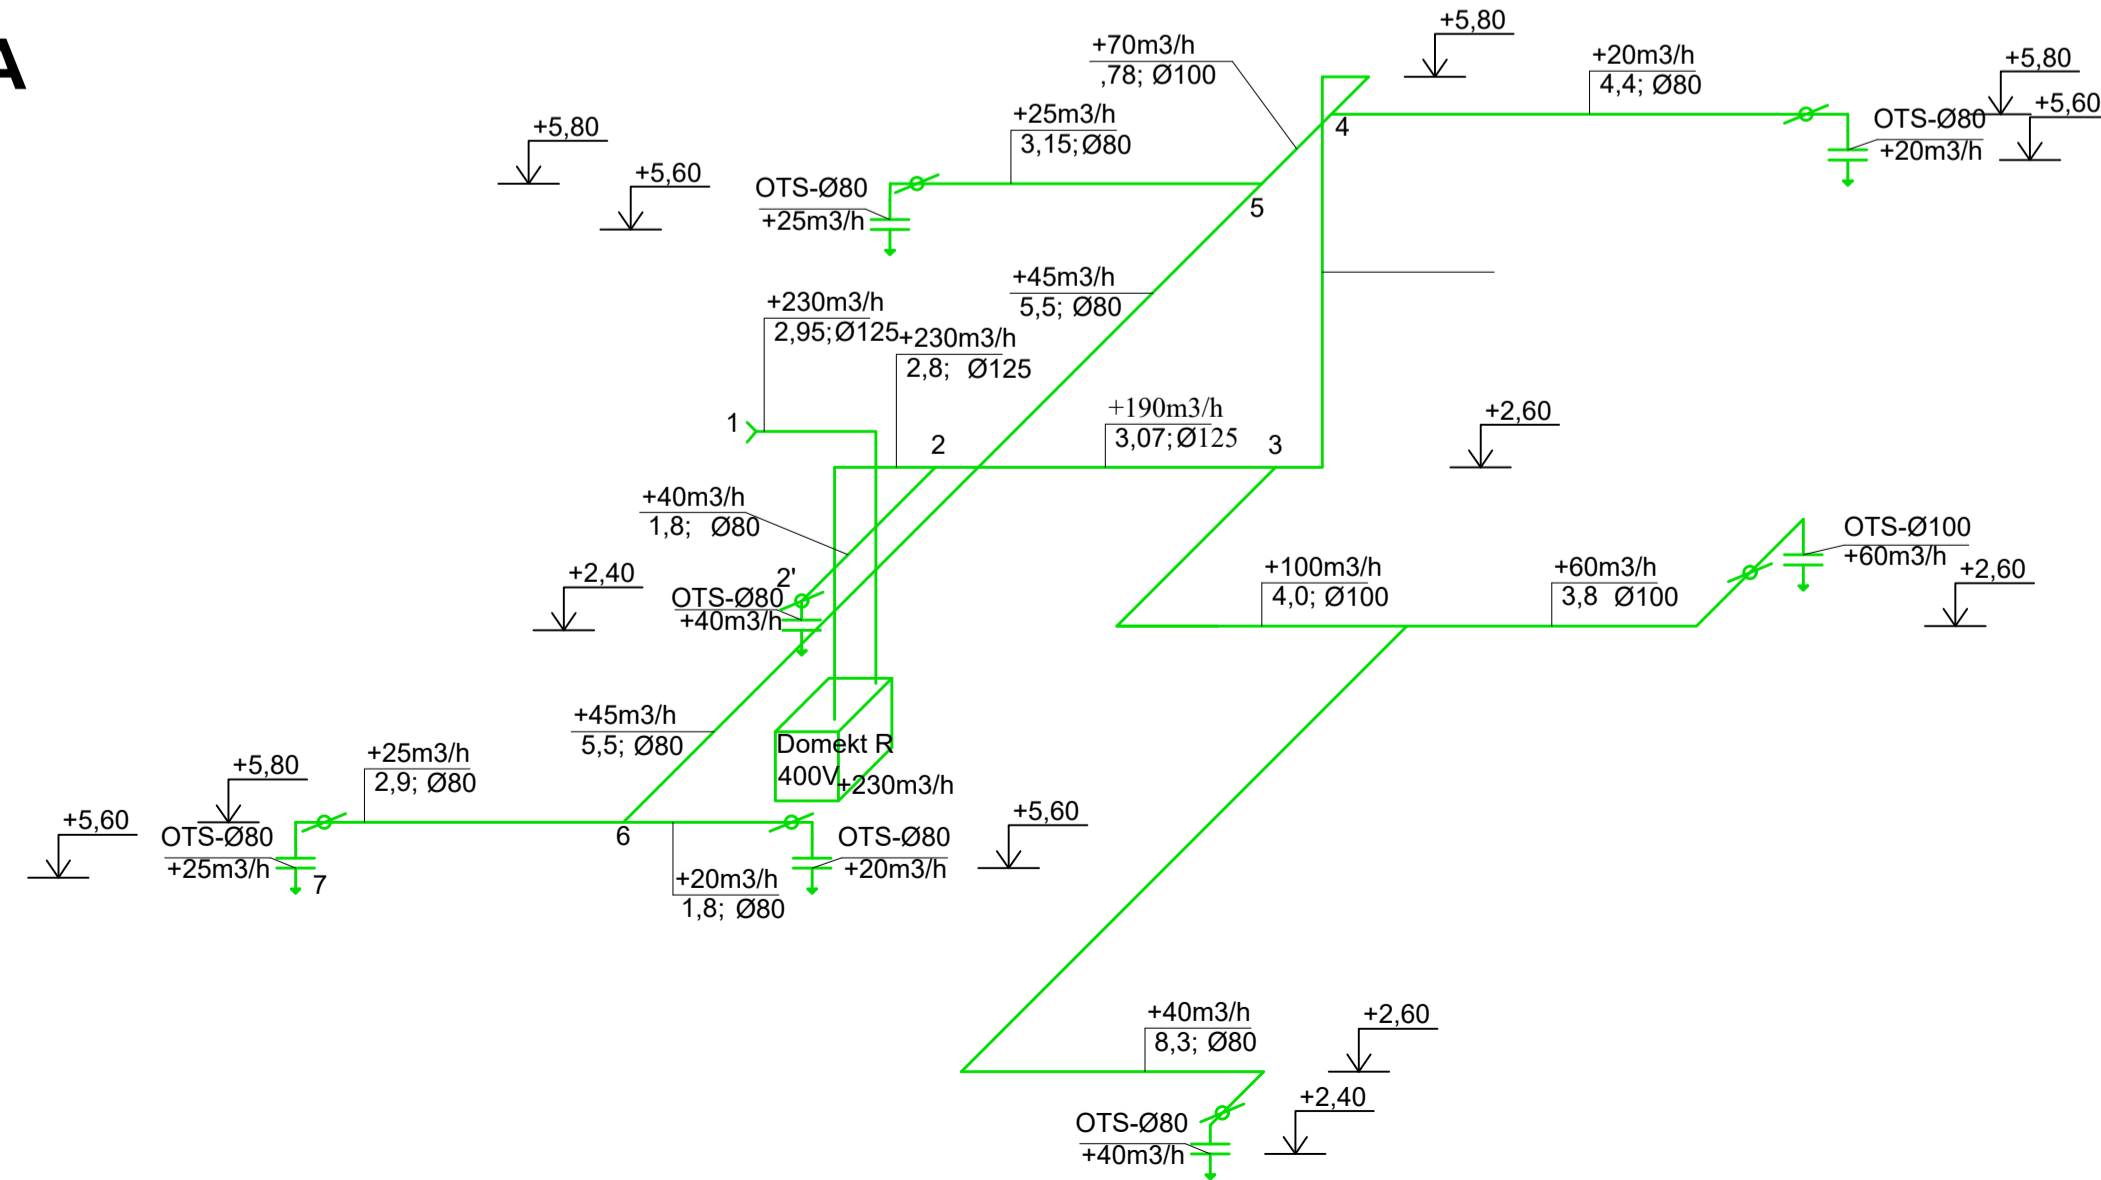 A
+5,80
+70m3/h
,78; Ø100
+20m3/h
4,4; Ø80
+5,80
+5,60
OTS-Ø80
+20m3/h
4
+5,80
+25m3/h
3,15;Ø80
+5,60
OTS-Ø80
+25m3/h
5
+45m3/h
5,5; Ø80
+230m3/h
2,95;Ø125
+230m3/h
2,8; Ø125
1
2
+190m3/h
3,07;Ø125
3
+2,60
+40m3/h
1,8; Ø80
+2,40
2'
OTS-Ø80
+40m3/h
+100m3/h
4,0; Ø100
+60m3/h
3,8 Ø100
OTS-Ø100
+60m3/h
+2,60
+45m3/h
5,5; Ø80
Domekt R
400V
+230m3/h
+25m3/h
2,9; Ø80
+5,80
+5,60
OTS-Ø80
+25m3/h
7
6
+20m3/h
1,8; Ø80
OTS-Ø80
+20m3/h
+5,60
+40m3/h
8,3; Ø80
+2,60
+2,40
OTS-Ø80
+40m3/h